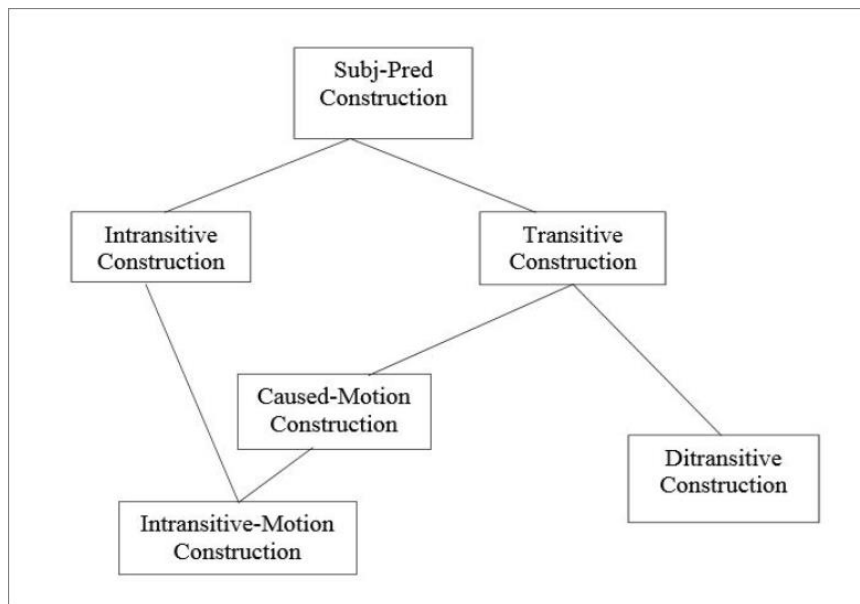 Subj-Pred
Construction
Intransitive
Construction
Transitive
Construction
Caused-Motion
Construction
Ditransitive
Construction
Intransitive-Motion
Construction